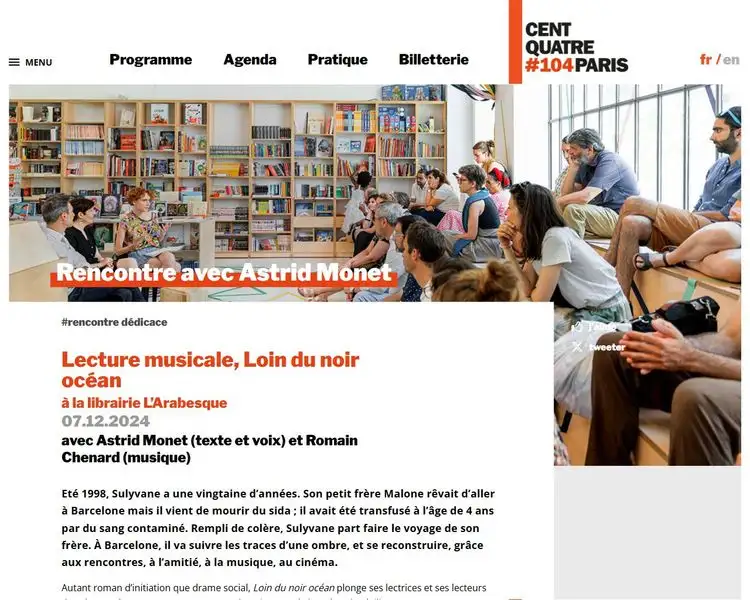 MENU
Programme
Agenda
Pratique
Billetterie
CENT
QUATRE
#104PARIS
fr / en
Rencontre avec Astrid Monet
#rencontre dédicace
j'aime
tweeter
Lecture musicale, Loin du noir
océan
à la librairie L'Arabesque
07.12.2024
avec Astrid Monet (texte et voix) et Romain
Chenard (musique)
Eté 1998, Sulyvane a une vingtaine d'années. Son petit frère Malone rêvait d'aller
à Barcelone mais il vient de mourir du sida ; il avait été transfusé à l'âge de 4 ans
par du sang contaminé. Rempli de colère, Sulyvane part faire le voyage de son
frère. À Barcelone, il va suivre les traces d'une ombre, et se reconstruire, grâce
aux rencontres, à l'amitié, à la musique, au cinéma.
Autant roman d'initiation que drame social, Loin du noir océan plonge ses lectrices et ses lecteurs